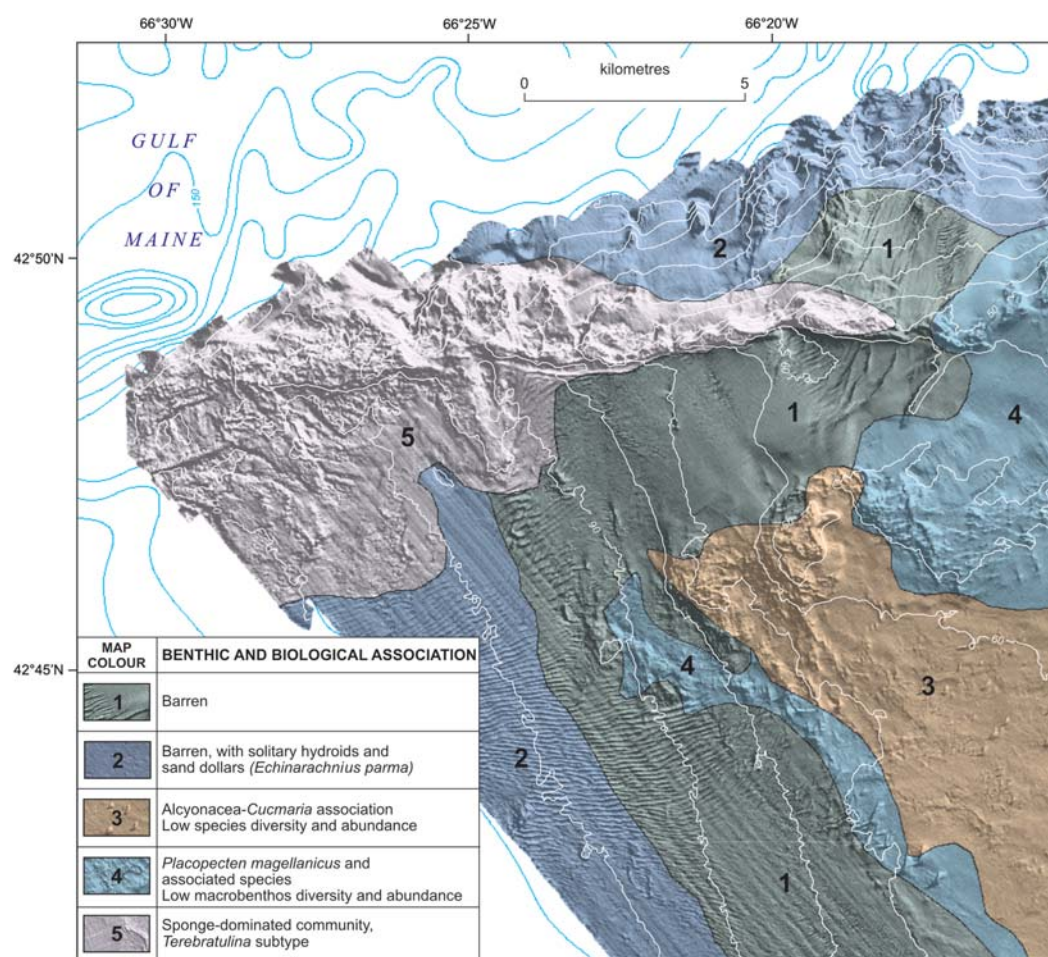 66°30'W
66°25'W
66°20'W
kilometres
0 5
GULF
OF
MAINE
150
42°50'N
2
1
50
5
1
4
90
60
42°45'N
4
3
2
1
MAP
COLOUR
BENTHIC AND BIOLOGICAL ASSOCIATION
1
Barren
2
Barren, with solitary hydroids and
sand dollars (Echinarachnius parma)
3
Alcyonacea-Cucmaria association
Low species diversity and abundance
4
Placopecten magellanicus and
associated species
Low macrobenthos diversity and abundance
5
Sponge-dominated community,
Terebratulina subtype